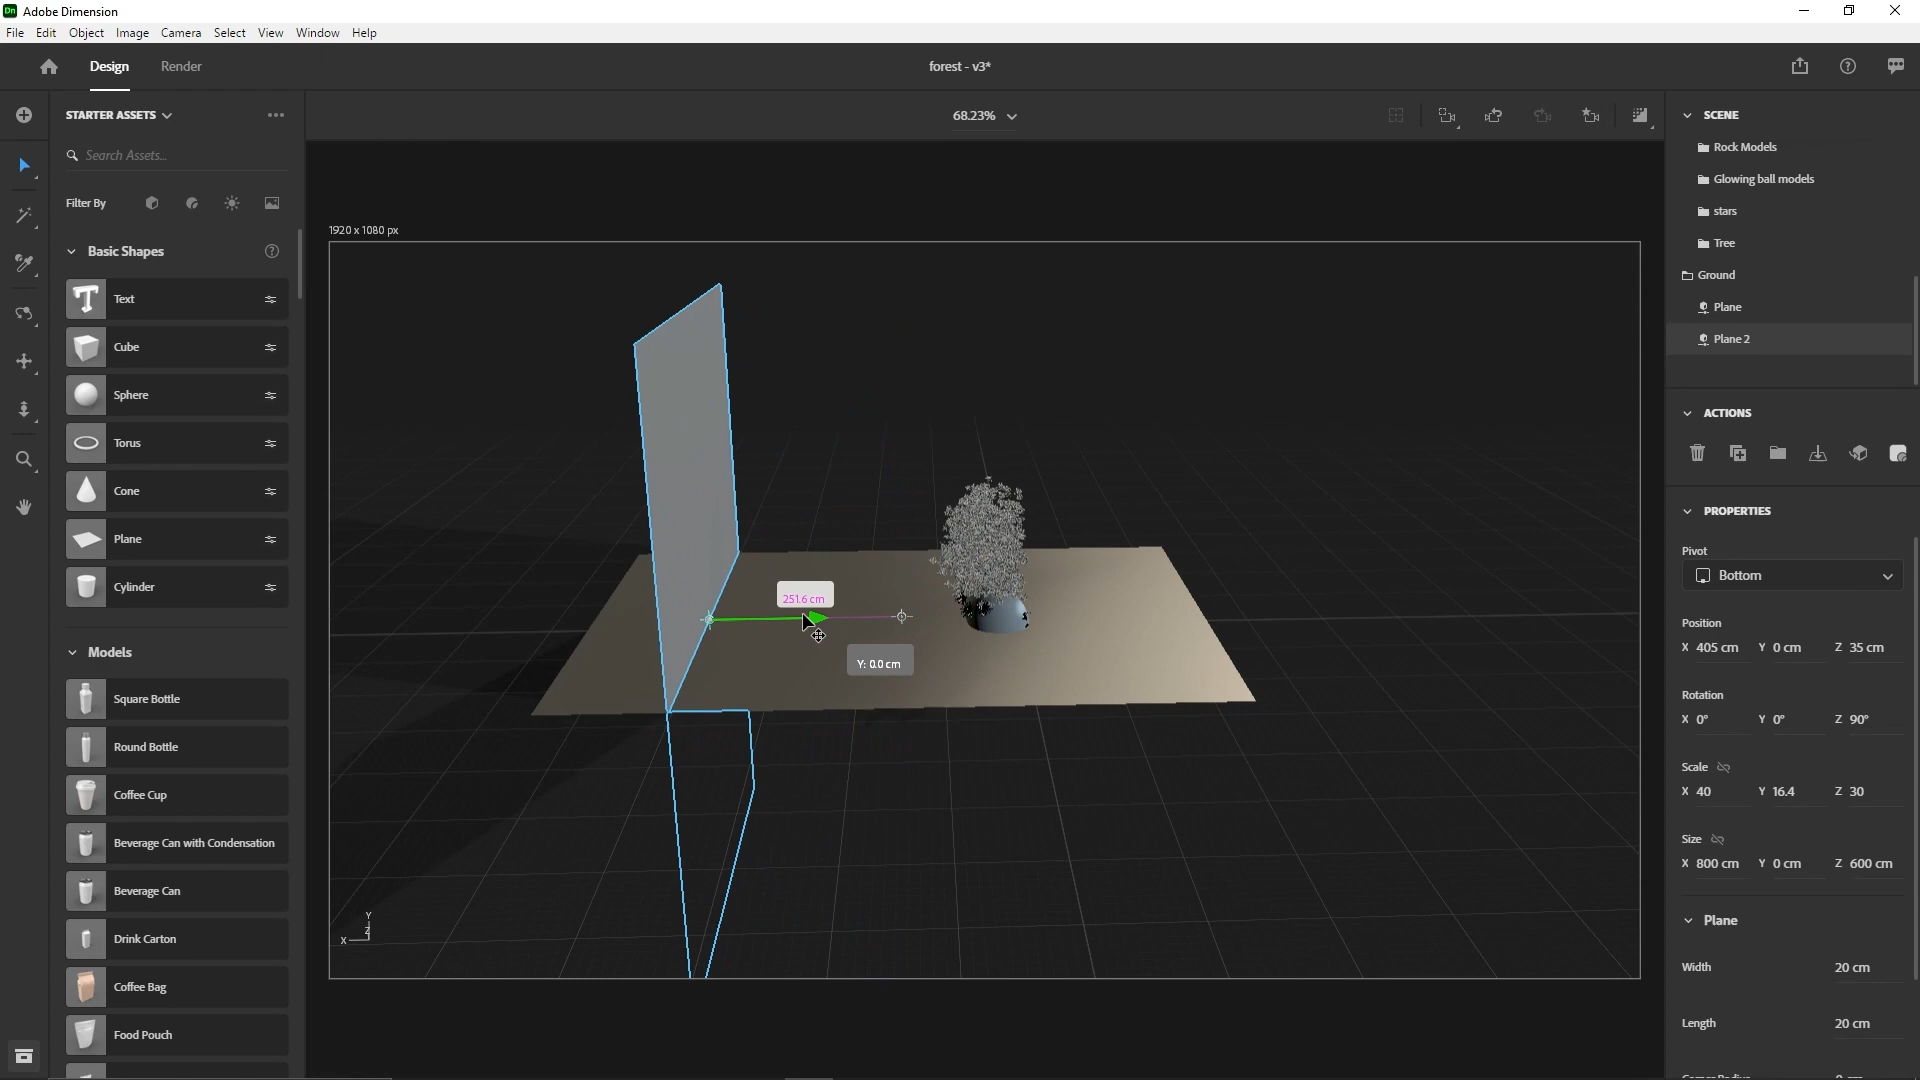 Dn Adobe Dimension
File Edit Object Image Camera Select View Window Help
Design Render forest - v3*
STARTER ASSETS
68.23%
SCENE
Search Assets...
Rock Models
Glowing ball models
Filter By
stars
1920 x 1080 px
Tree
Basic Shapes
Ground
Text
Plane
Cube
Plane 2
Sphere
ACTIONS
Torus
Cone
PROPERTIES
Plane
Pivot
Bottom
Cylinder
251.6 cm
Position
X 405 cm Y 0 cm Z 35 cm
Models
Y: 0.0 cm
Rotation
X 0° Y 0° Z 90°
Square Bottle
Round Bottle
Scale
X 40 Y 16.4 Z 30
Coffee Cup
Size
X 800 cm Y 0 cm Z 600 cm
Beverage Can with Condensation
Beverage Can
Plane
Y
Z
X
Drink Carton
Width 20 cm
Coffee Bag
Length 20 cm
Food Pouch